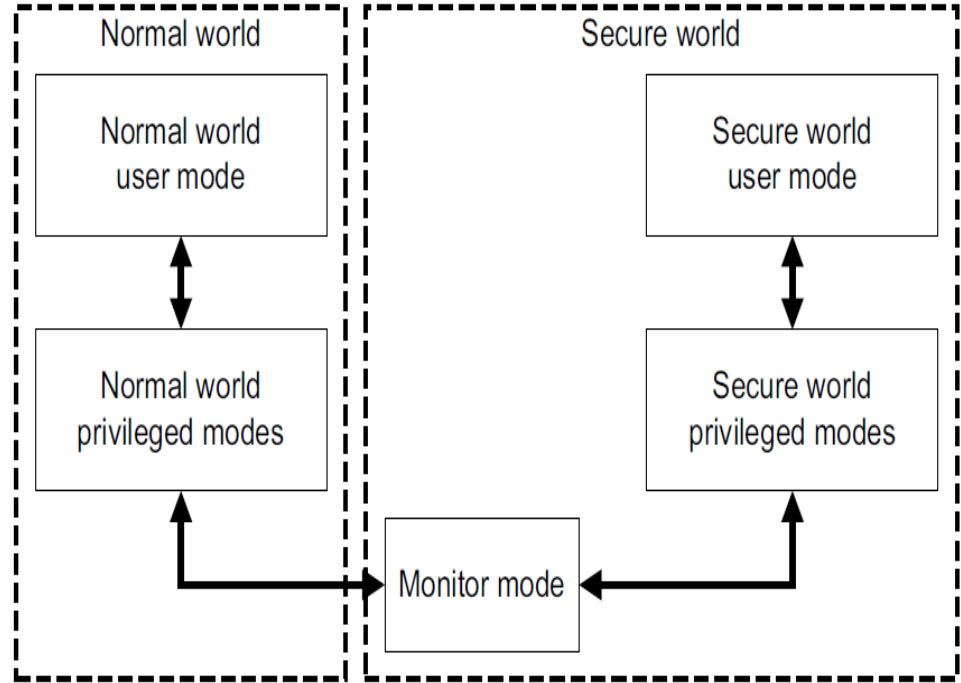 Normal world
Secure world
Normal world
user mode
Secure world
user mode
Normal world
privileged modes
Secure world
privileged modes
Monitor mode